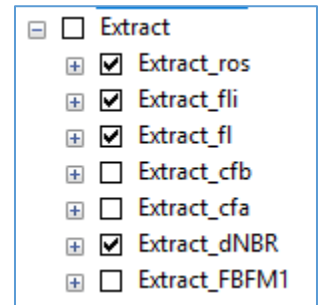 Extract
Extract_ros
Extract_fli
Extract_fl
Extract_cfb
Extract_cfa
Extract_dNBR
Extract_FBFM1